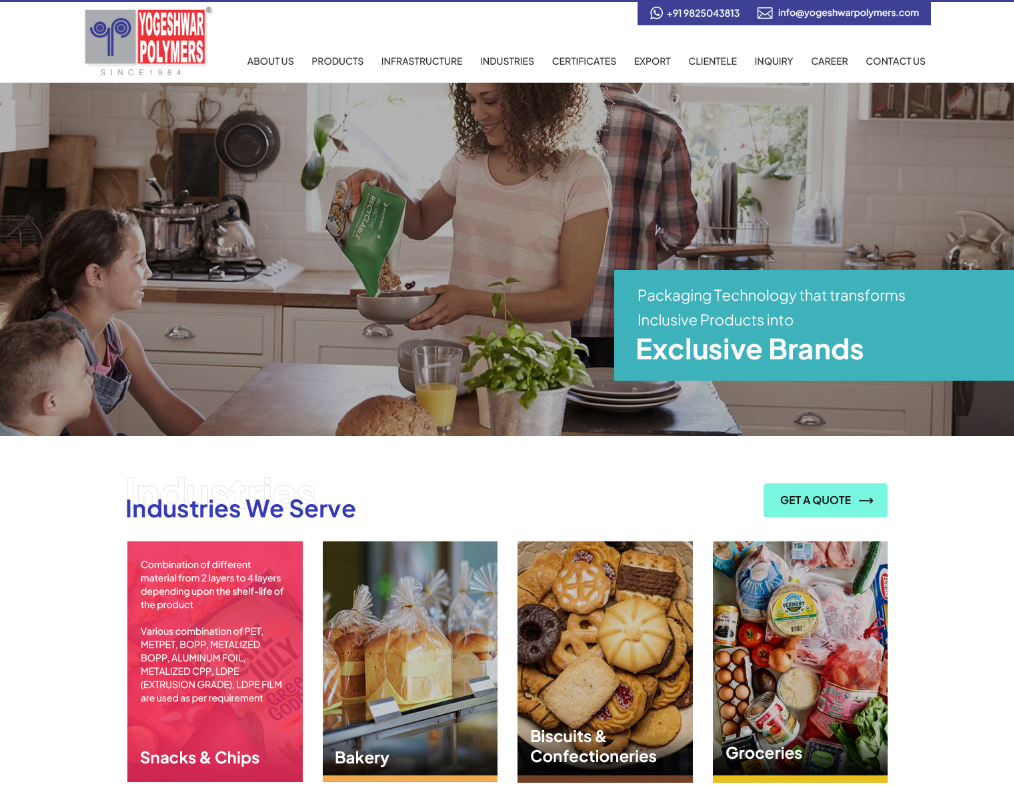 YOGESHWAR
POLYMERS
®
SINCE 1984
+91 9825043813
info@yogeshwarpolymers.com
ABOUT US
PRODUCTS
INFRASTRUCTURE
INDUSTRIES
CERTIFICATES
EXPORT
CLIENTELE
INQUIRY
CAREER
CONTACT US
RECYCLABLE
Packaging Technology that transforms
Inclusive Products into
Exclusive Brands
Industries
Industries We Serve
GET A QUOTE
Combination of different
material from 2 layers to 4 layers
depending upon the shelf-life of
the product
Various combination of PET,
METPET, BOPP, METALIZED
BOPP, ALUMINUM FOIL,
METALIZED CPP, LDPE
(EXTRUSION GRADE), LDPE FILM
are used as per requirement
Snacks & Chips
Bakery
Biscuits &
Confectioneries
Groceries